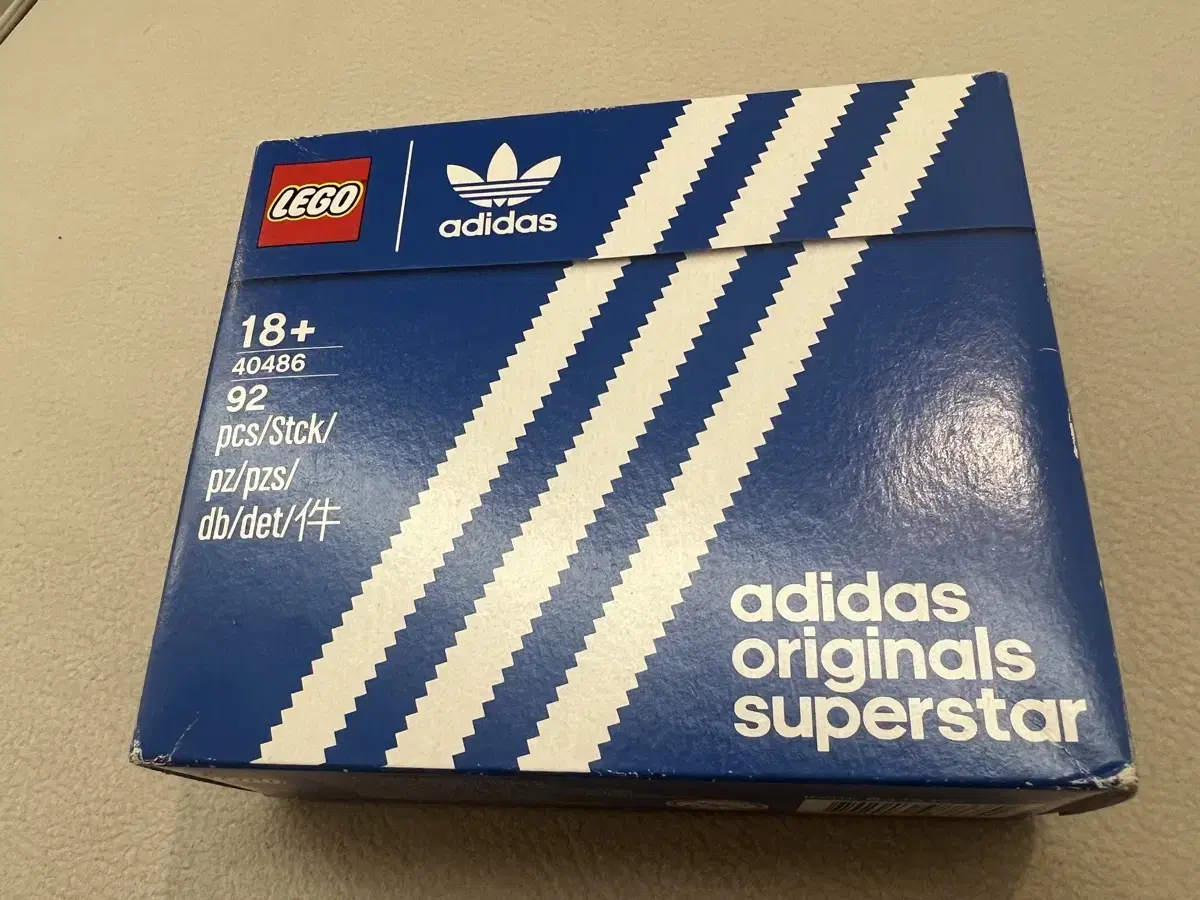 LEGO
adidas
18+
40486
92
pcs/Stck/
pz/pzs/
db/det/件
adidas
originals
superstar